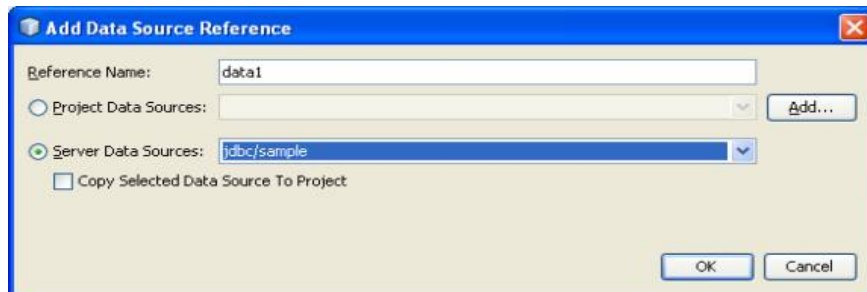 Add Data Source Reference
Reference Name: data1
Project Data Sources: Add...
Server Data Sources: jdbc/sample
Copy Selected Data Source To Project
OK Cancel